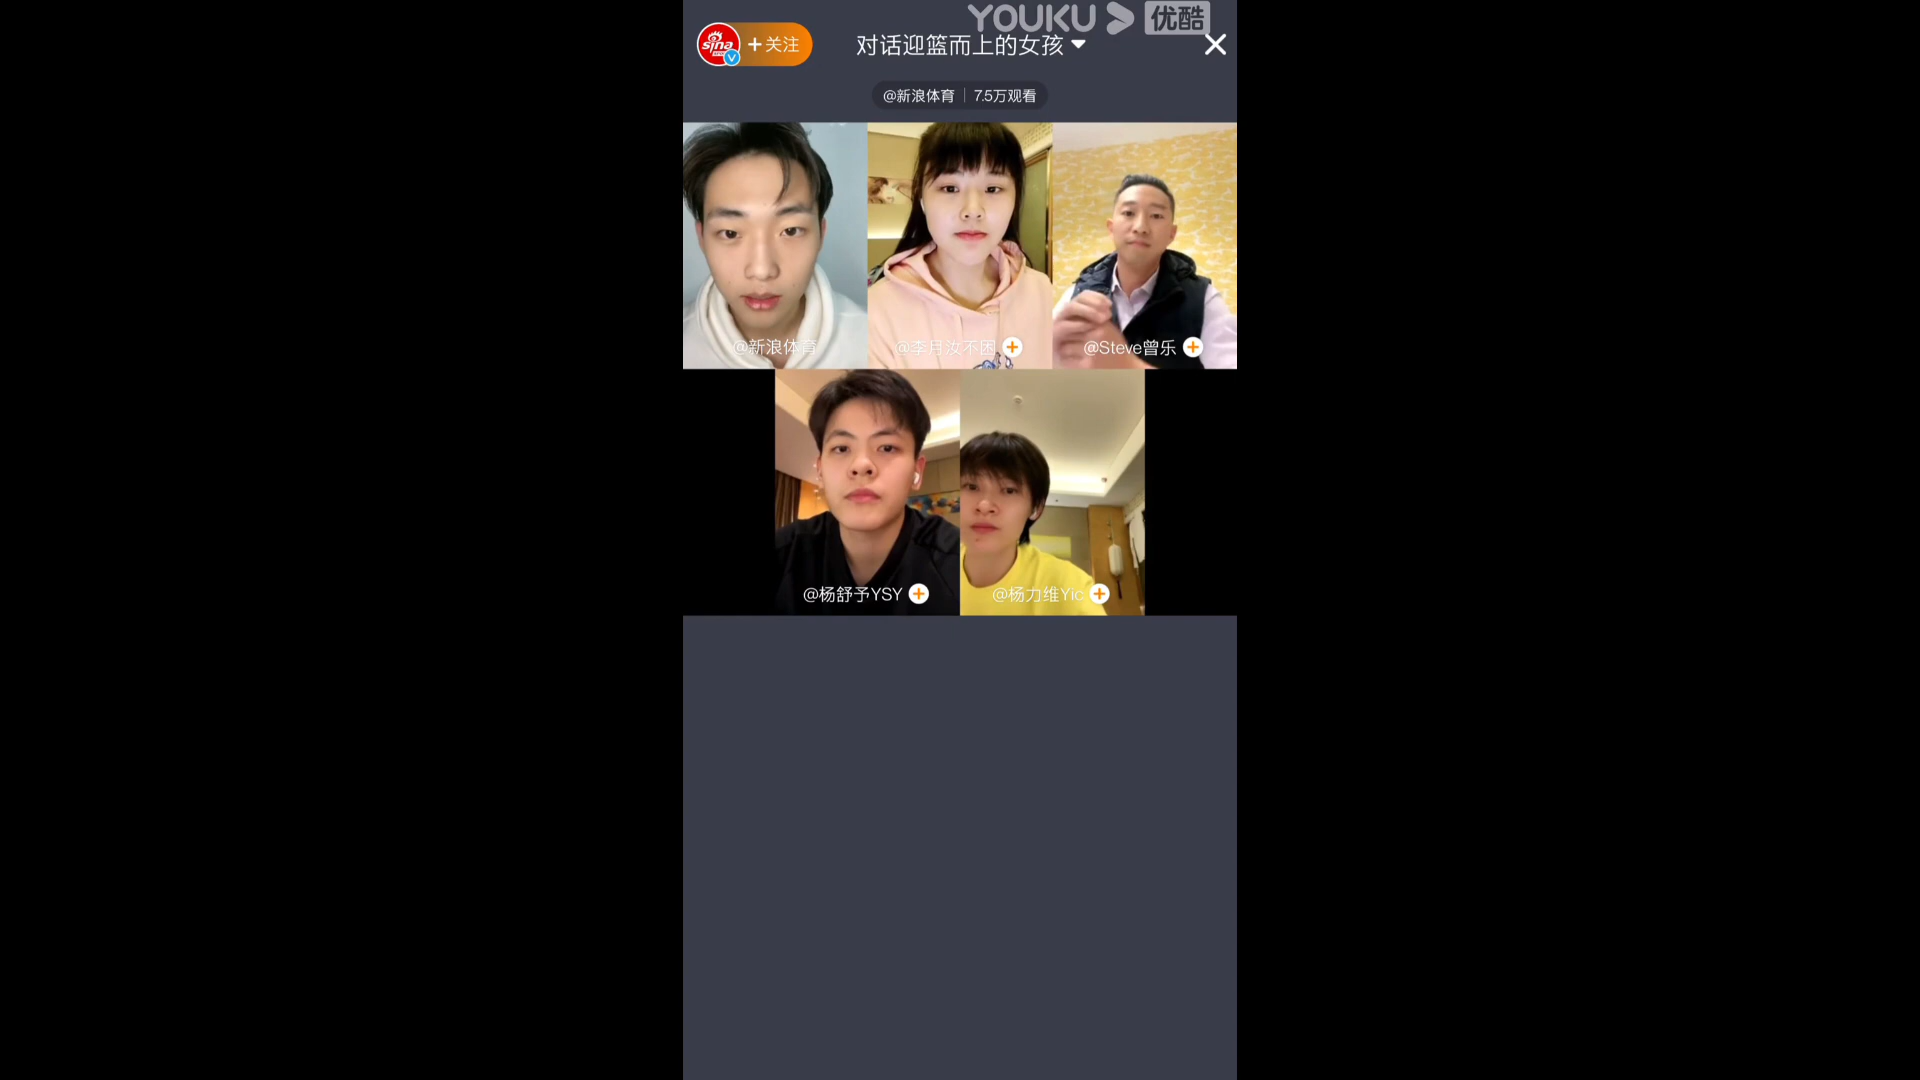 YOUKU 优酷
sina
+关注
对话迎篮而上的女孩
@新浪体育 | 7.5万观看
@新浪体育
@李月汝不困
@Steve曾乐
@杨舒予YSY
@杨力维Yic